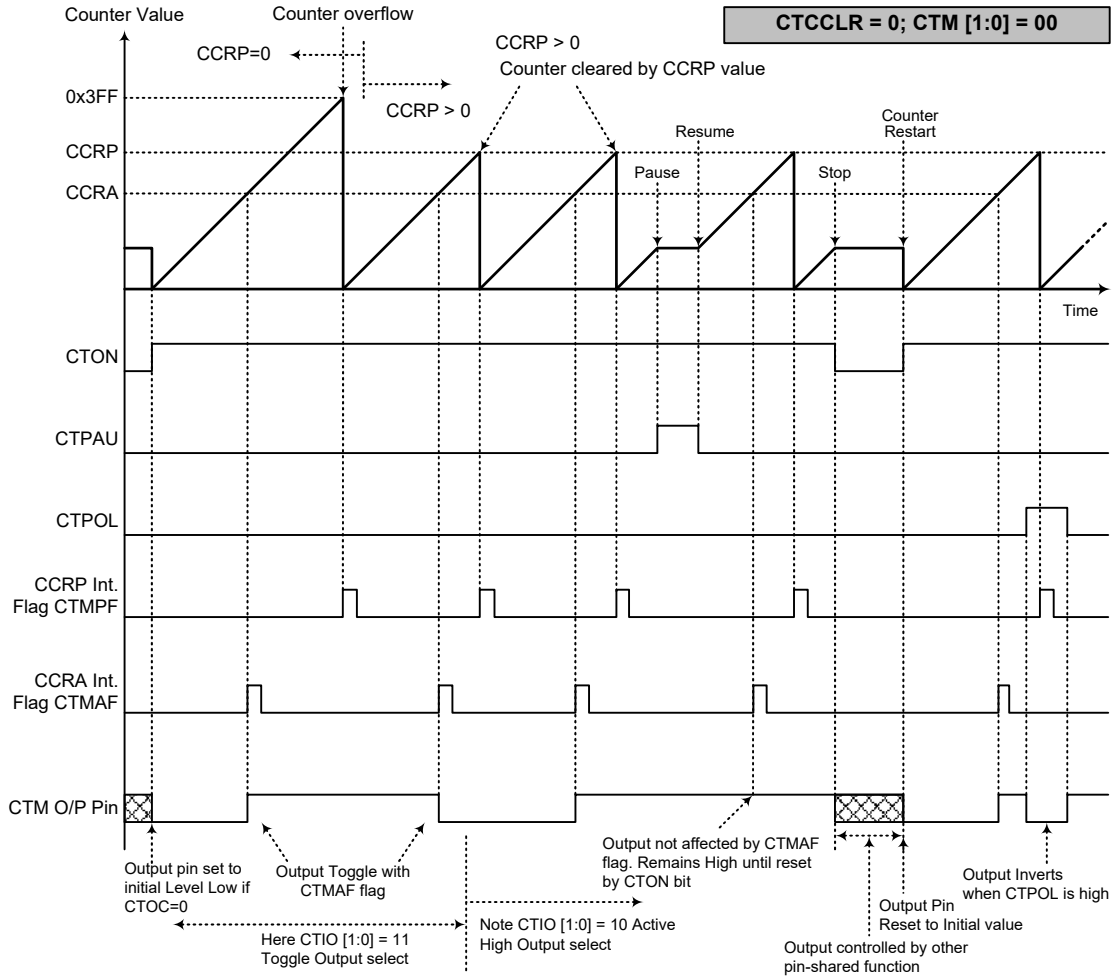 Counter Value
Counter overflow
CTCCLR = 0; CTM [1:0] = 00
CCRP=0
CCRP > 0
CCRP > 0
Counter cleared by CCRP value
0x3FF
CCRP
CCRA
Pause
Resume
Stop
Counter
Restart
Time
CTON
CTPAU
CTPOL
CCRP Int.
Flag CTMPF
CCRA Int.
Flag CTMAF
CTM O/P Pin
Output pin set to
initial Level Low if
CTOC=0
Output Toggle with
CTMAF flag
Here CTIO [1:0] = 11
Toggle Output select
Note CTIO [1:0] = 10 Active
High Output select
Output not affected by CTMAF
flag. Remains High until reset
by CTON bit
Output controlled by other
pin-shared function
Output Pin
Reset to Initial value
Output Inverts
when CTPOL is high